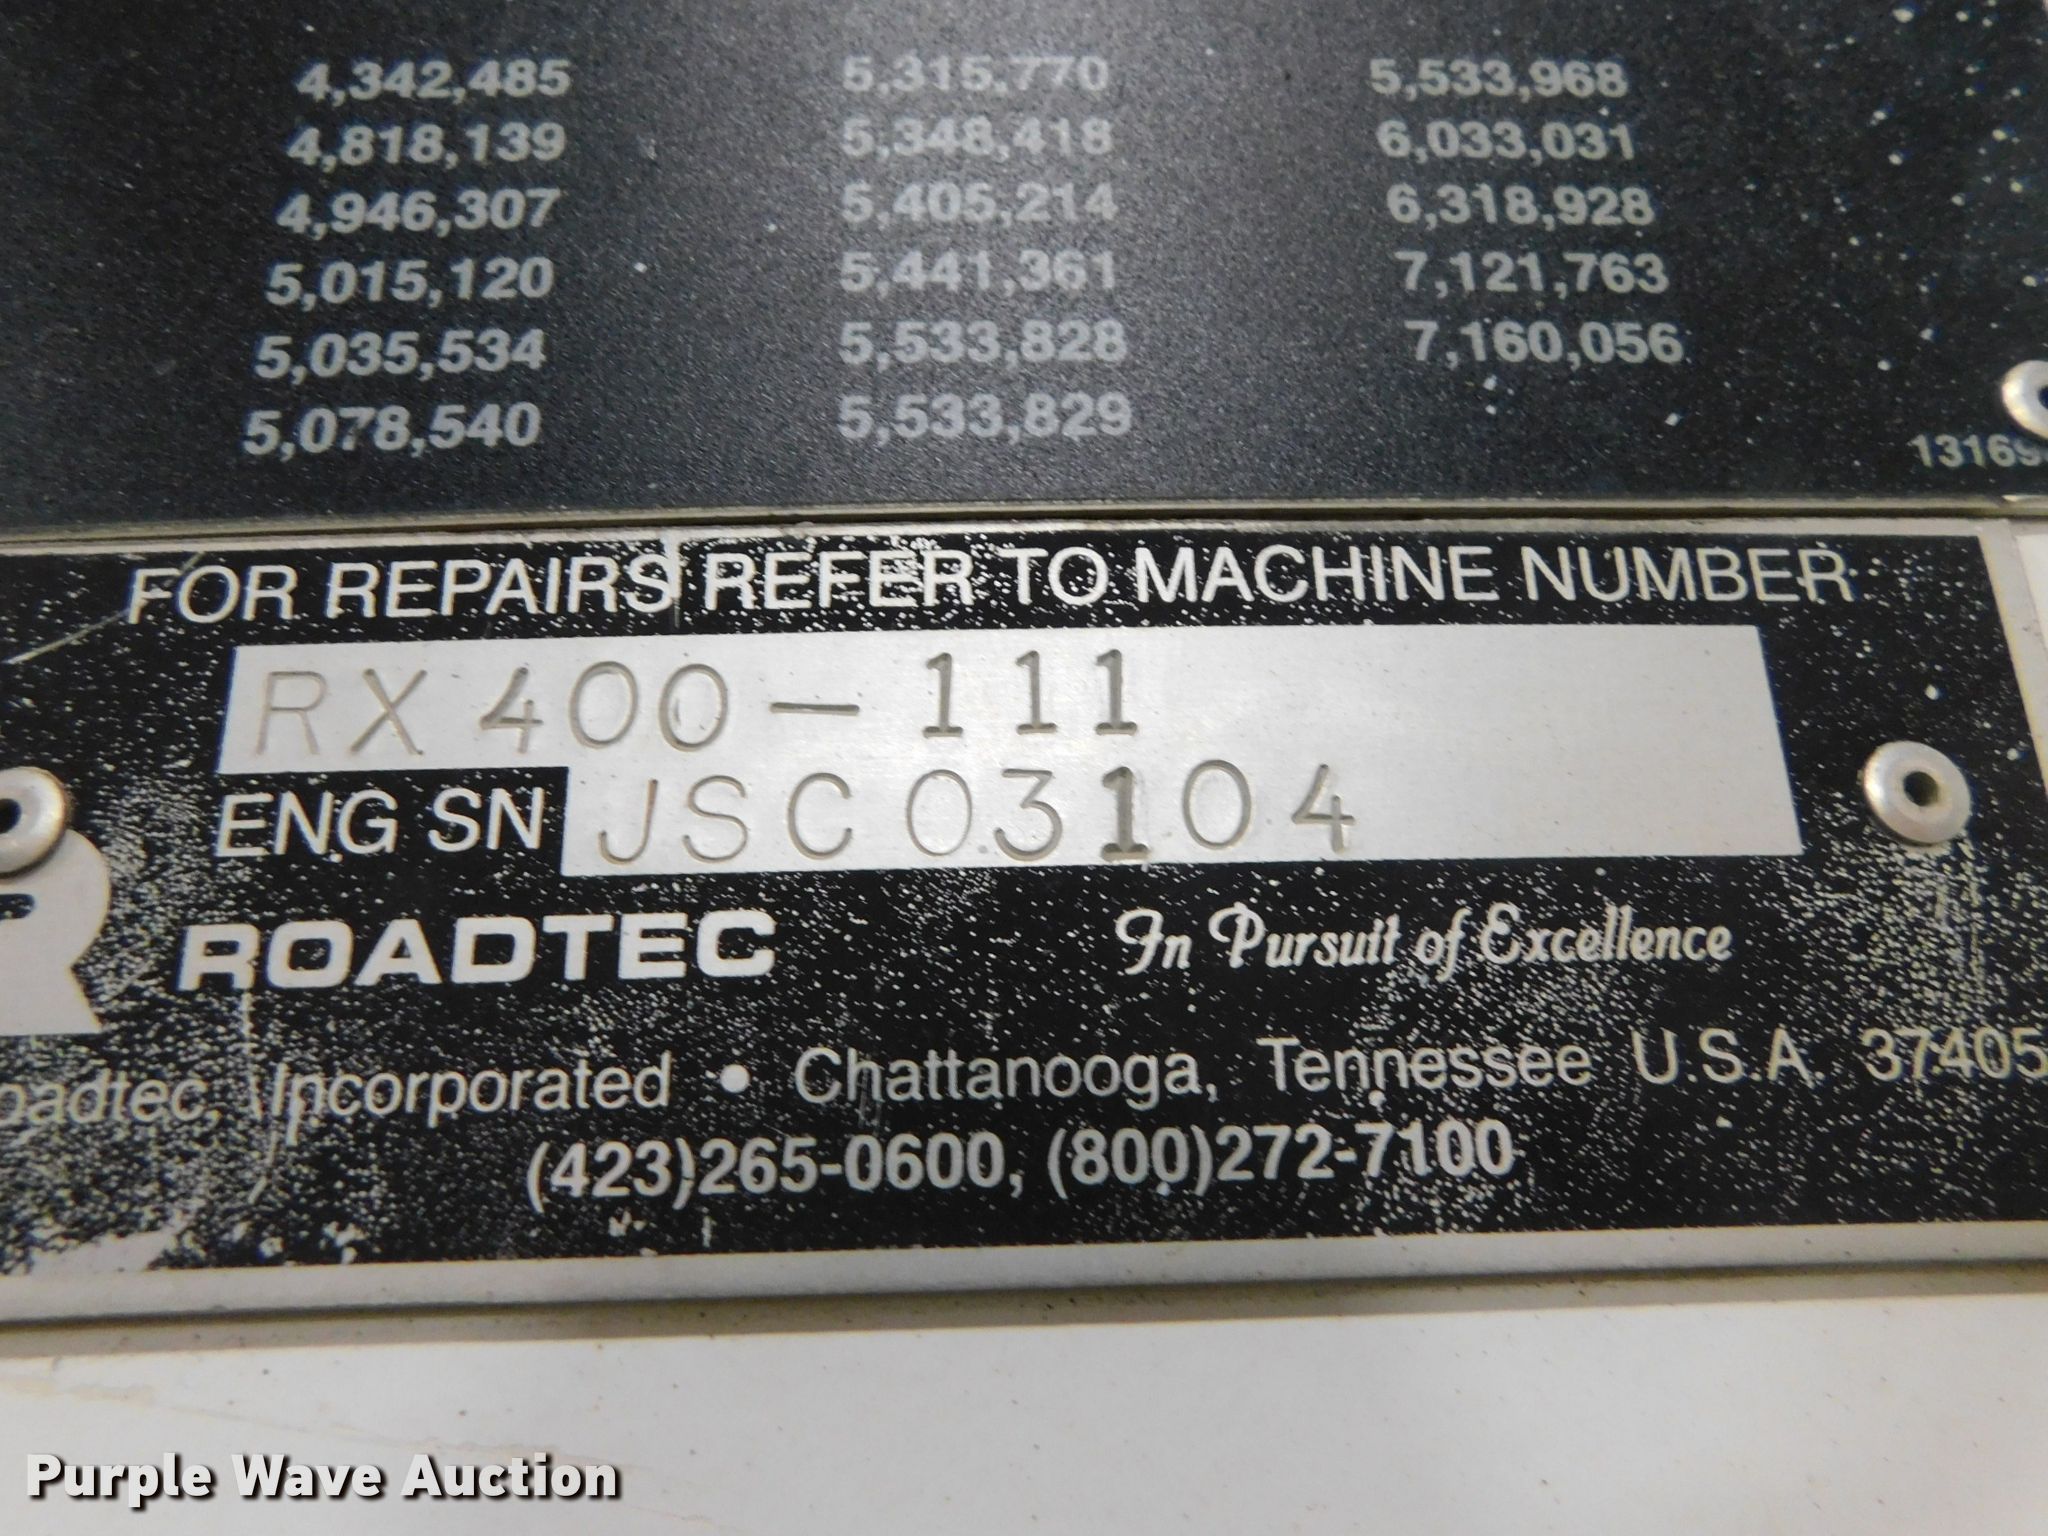 4,342,485 5,315,770 5,533,968
4,818,139 5,348,418 6,033,031
4,946,307 5,405,214 6,318,928
5,015,120 5,441,361 7,121,763
5,035,534 5,533,828 7,160,056
5,078,540 5,533,829
FOR REPAIRS REFER TO MACHINE NUMBER
RX400-111
ENG SN JSC03104
ROADTEC In Pursuit of Excellence
Incorporated • Chattanooga, Tennessee U.S.A. 37405
(423)265-0600, (800)272-7100
Purple Wave Auction